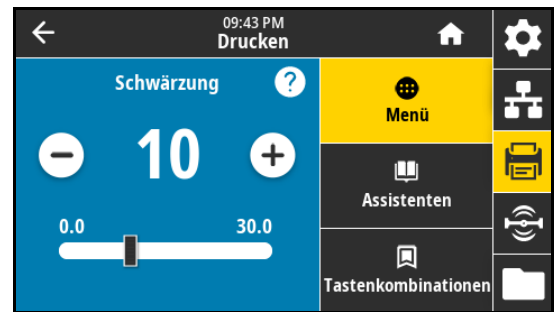 09:43 PM
Drucken
Schwärzung ?
10
0.0 30.0
Menü
Assistenten
Tastenkombinationen